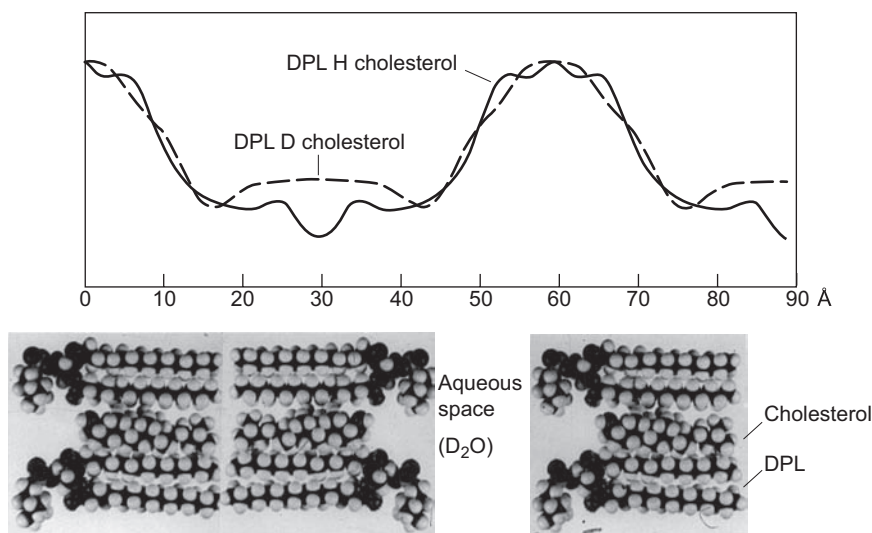 DPL H cholesterol
DPL D cholesterol
0 10 20 30 40 50 60 70 80 90 Å
Aqueous
space
(D₂O)
Cholesterol
DPL